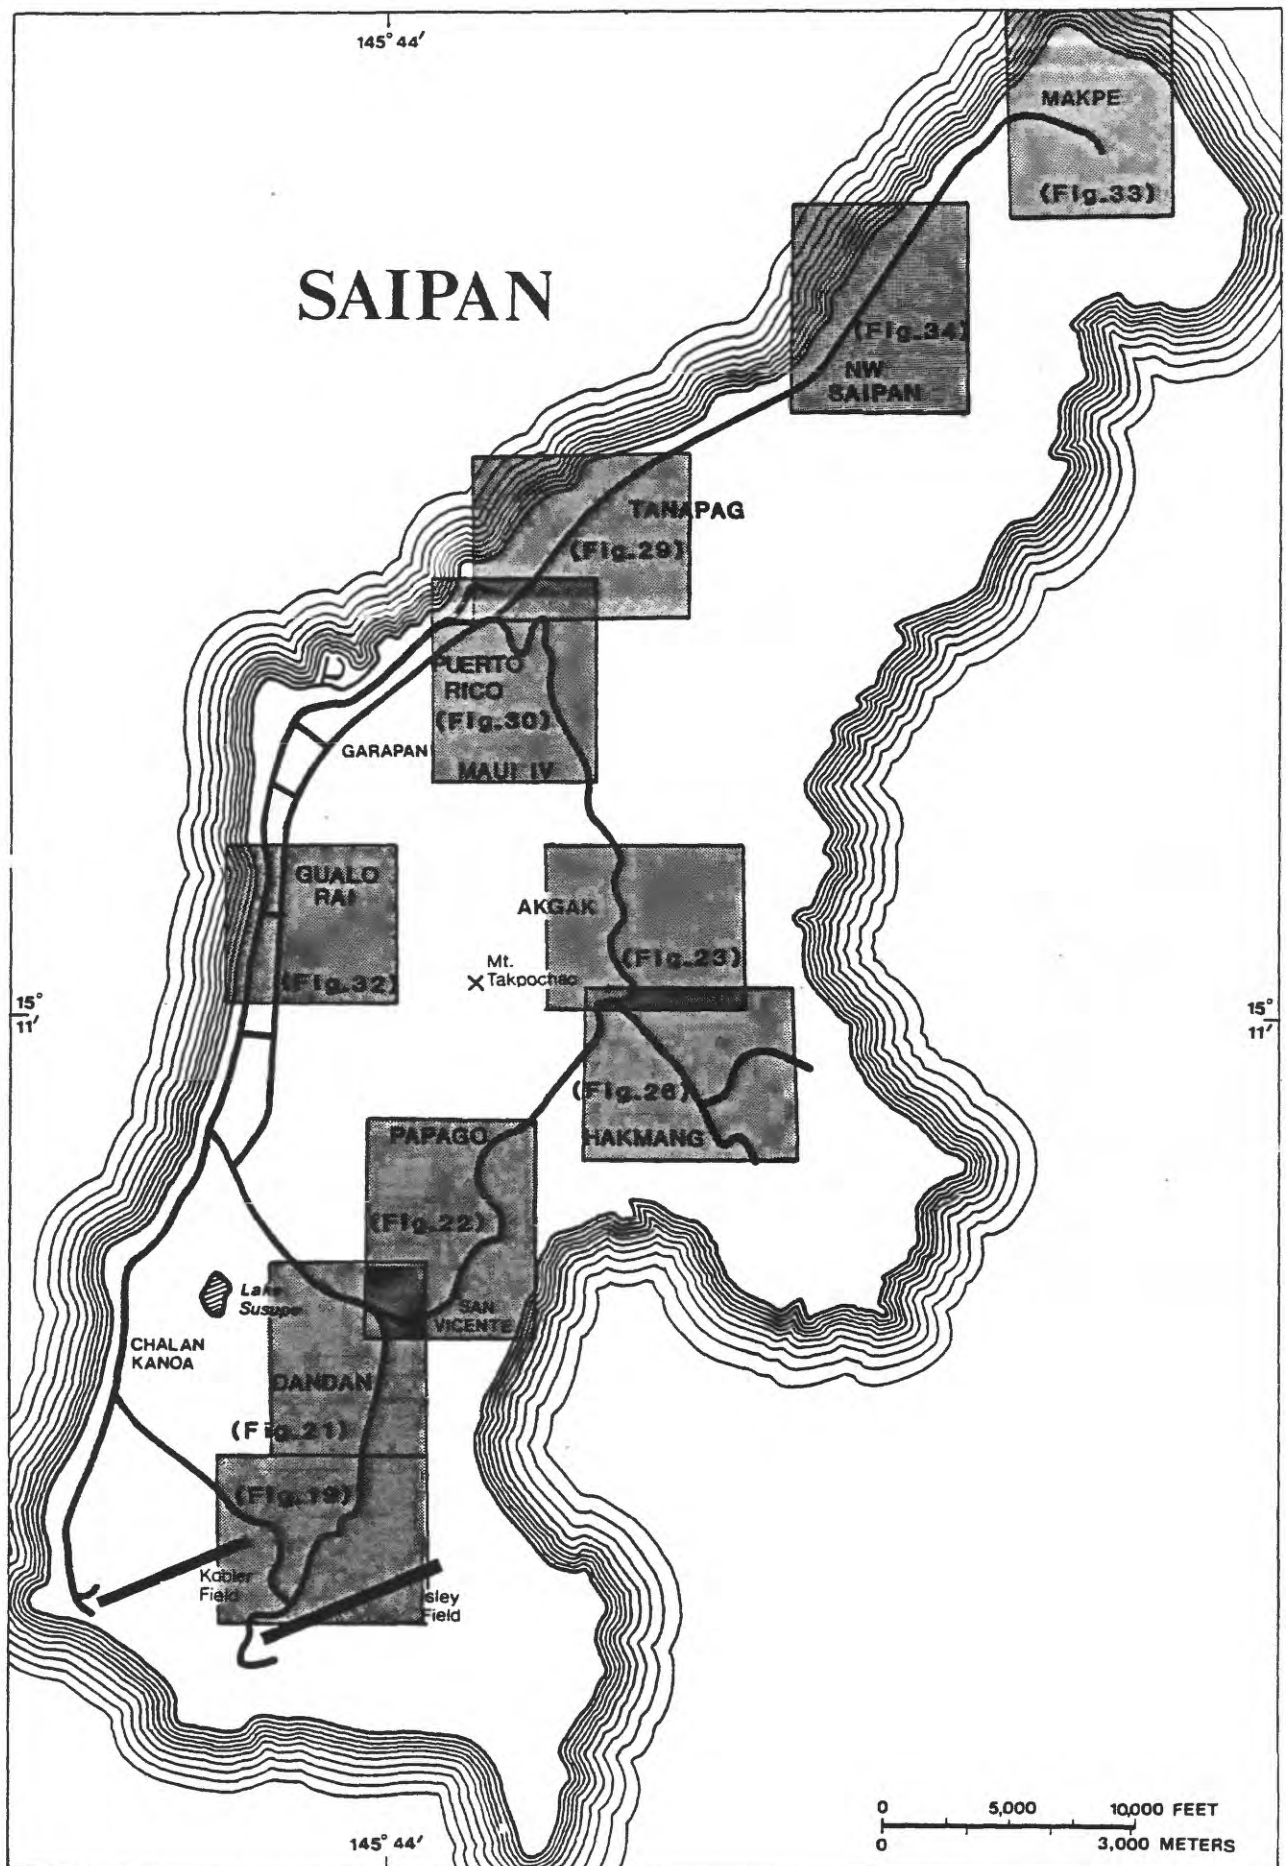 145° 44′
MAKPE
(Fig.33)
SAIPAN
(Fig.34)
NW
SAIPAN
TANAPAG
(Fig.29)
PUERTO
RICO
(Fig.30)
GARAPAN
MAUI IV
GUALO
RAI
AKGAK
(Fig.23)
Mt.
Takpochao
(Fig.32)
15°
11′
15°
11′
(Fig.26)
PAPAGO
HAKMANG
(Fig.22)
Lake
Susupe
SAN
VICENTE
CHALAN
KANOA
DANDAN
(Fig.21)
(Fig.19)
Kobler
Field
sley
Field
0 5,000 10,000 FEET
0 3,000 METERS
145° 44′